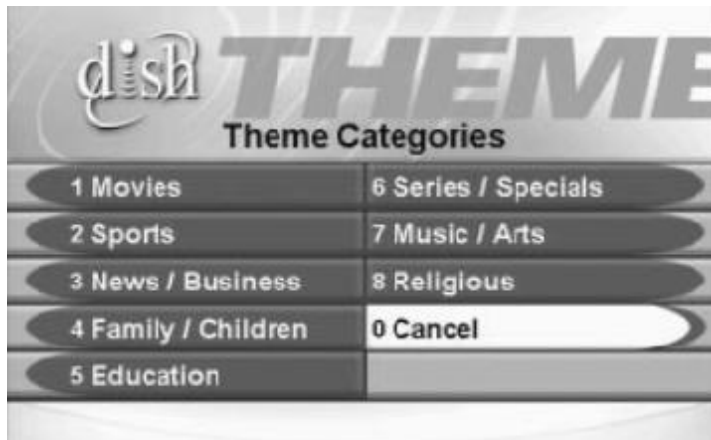 dish THEME
Theme Categories
1 Movies
2 Sports
3 News / Business
4 Family / Children
5 Education
6 Series / Specials
7 Music / Arts
8 Religious
0 Cancel